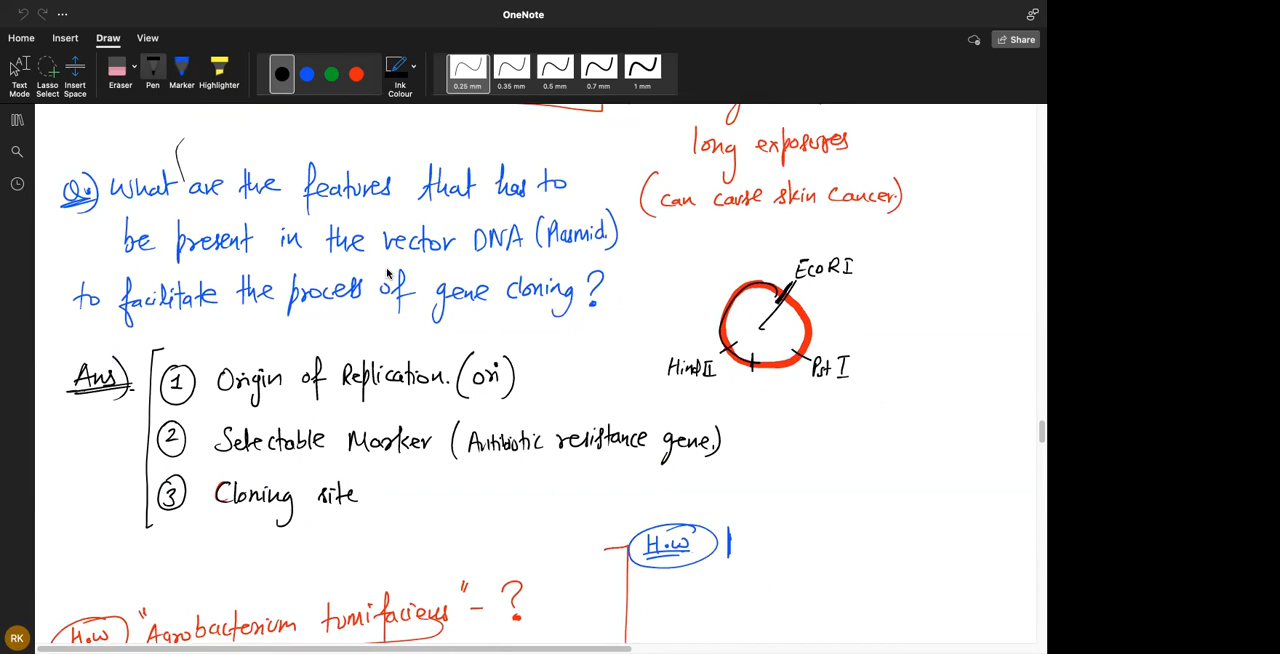 OneNote
Home Insert Draw View
Share
Text Mode
Lasso Select
Insert Space
Eraser
Pen
Marker
Highlighter
Ink Colour
0.25 mm
0.35 mm
0.5 mm
0.7 mm
1 mm
long exposures
(can cause skin cancer.)
Qu) What are the features that has to
be present in the vector DNA (Plasmid)
to facilitate the process of gene cloning?
EcoRI
Hind II
Pst I
Ans) 1 Origin of Replication. (ori)
2 Selectable Marker (Antibiotic resistance gene.)
3 Cloning site
H.W
H.W "Agrobacterium tumifaciens" - ?
RK